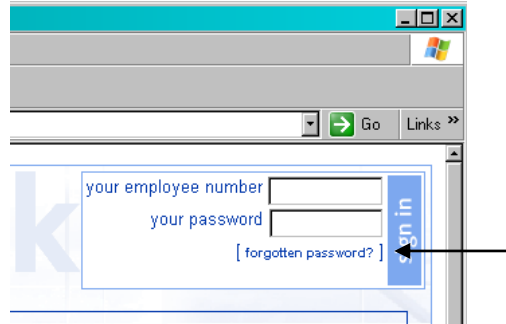 Go Links »
your employee number
your password
[ forgotten password? ]
sign in
k